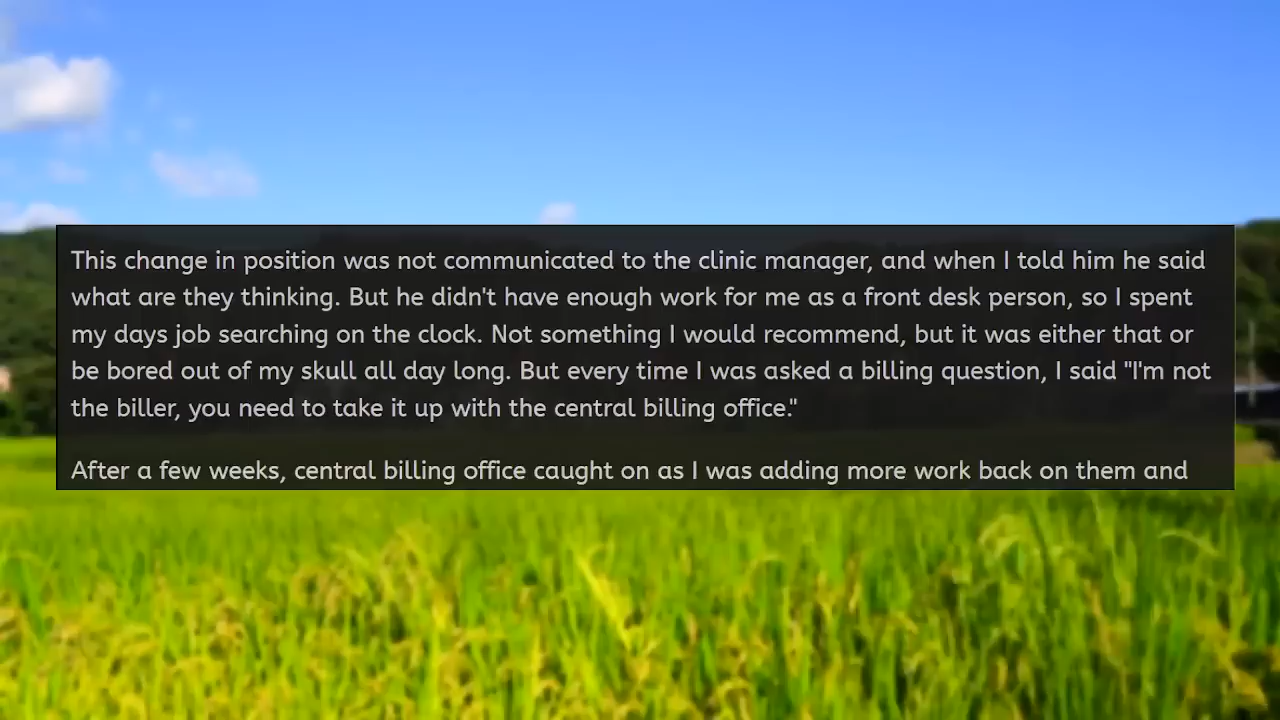 This change in position was not communicated to the clinic manager, and when I told him he said
what are they thinking. But he didn't have enough work for me as a front desk person, so I spent
my days job searching on the clock. Not something I would recommend, but it was either that or
be bored out of my skull all day long. But every time I was asked a billing question, I said "I'm not
the biller, you need to take it up with the central billing office."
After a few weeks, central billing office caught on as I was adding more work back on them and